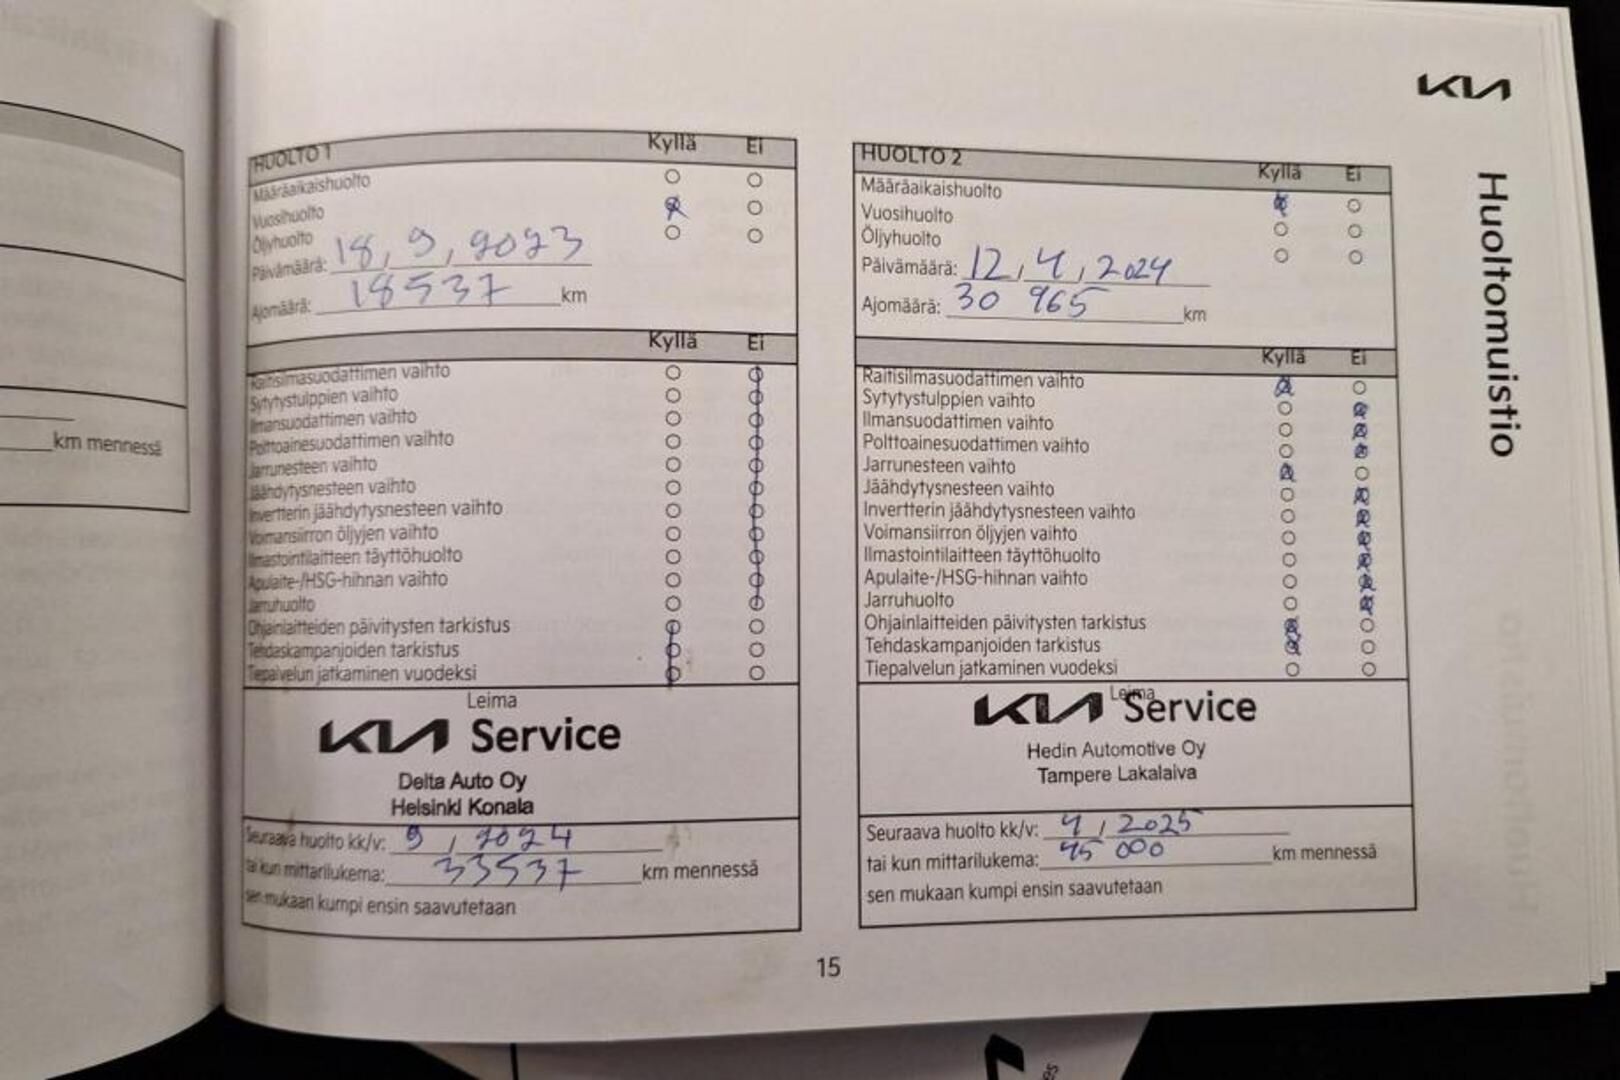 KIA
Huoltomuistio
km mennessä
HUOLTO 1 Kyllä Ei
Määräaikaishuolto
Vuosihuolto
Öljyhuolto
Päivämäärä: 18, 9, 2023
Ajomäärä: 18537 km
Kyllä Ei
Raitisilmasuodattimen vaihto
Sytytystulppien vaihto
Ilmansuodattimen vaihto
Polttoainesuodattimen vaihto
Jarrunesteen vaihto
Jäähdytysnesteen vaihto
Invertterin jäähdytysnesteen vaihto
Voimansiirron öljyjen vaihto
Ilmastointilaitteen täyttöhuolto
Apulaite-/HSG-hihnan vaihto
Jarruhuolto
Ohjainlaitteiden päivitysten tarkistus
Tehdaskampanjoiden tarkistus
Tiepalvelun jatkaminen vuodeksi
Leima
KIA Service
Delta Auto Oy
Helsinki Konala
Seuraava huolto kk/v: 9, 2024
tai kun mittarilukema: 33537 km mennessä
sen mukaan kumpi ensin saavutetaan
HUOLTO 2 Kyllä Ei
Määräaikaishuolto
Vuosihuolto
Öljyhuolto
Päivämäärä: 12, 4, 2024
Ajomäärä: 30 965 km
Kyllä Ei
Raitisilmasuodattimen vaihto
Sytytystulppien vaihto
Ilmansuodattimen vaihto
Polttoainesuodattimen vaihto
Jarrunesteen vaihto
Jäähdytysnesteen vaihto
Invertterin jäähdytysnesteen vaihto
Voimansiirron öljyjen vaihto
Ilmastointilaitteen täyttöhuolto
Apulaite-/HSG-hihnan vaihto
Jarruhuolto
Ohjainlaitteiden päivitysten tarkistus
Tehdaskampanjoiden tarkistus
Tiepalvelun jatkaminen vuodeksi
Leima
KIA Service
Hedin Automotive Oy
Tampere Lakalaiva
Seuraava huolto kk/v: 4, 2025
tai kun mittarilukema: 45 000 km mennessä
sen mukaan kumpi ensin saavutetaan
15